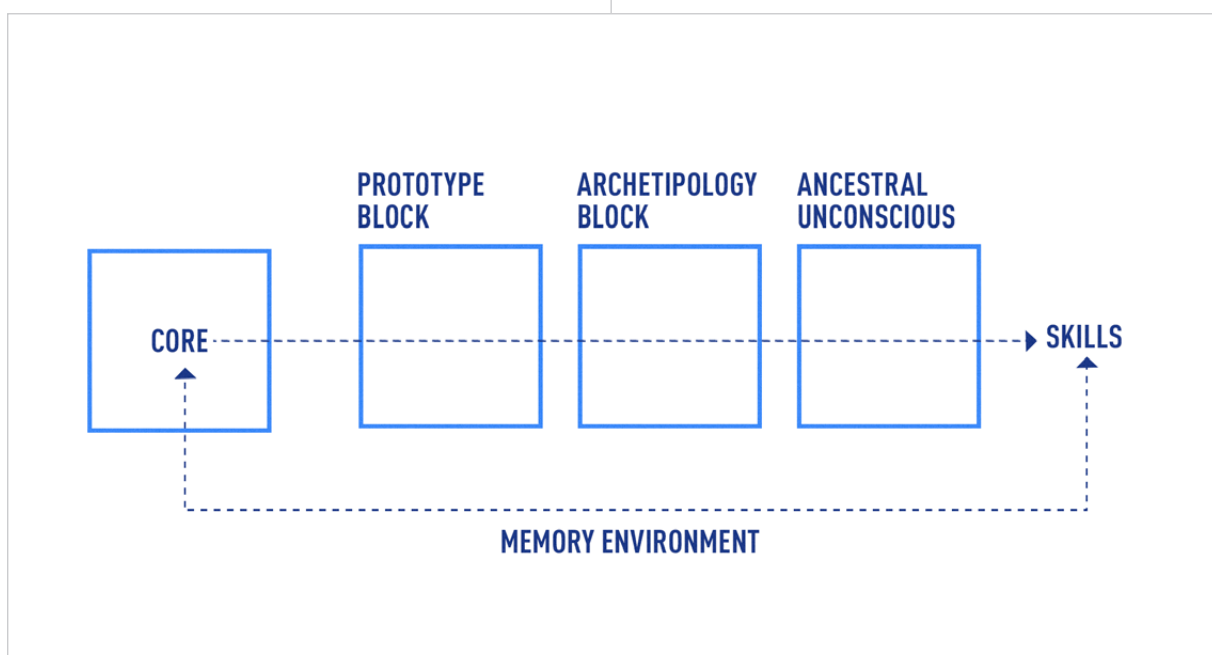 PROTOTYPE
BLOCK
ARCHETIPOLOGY
BLOCK
ANCESTRAL
UNCONSCIOUS
CORE
SKILLS
MEMORY ENVIRONMENT